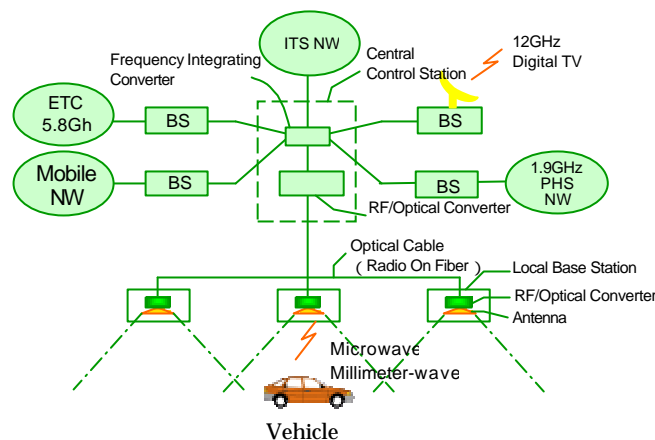 ITS NW
Frequency Integrating
Converter
Central
Control Station
12GHz
Digital TV
ETC
5.8Gh
BS
BS
Mobile
NW
BS
BS
1.9GHz
PHS
NW
RF/Optical Converter
Optical Cable
( Radio On Fiber )
Local Base Station
RF/Optical Converter
Antenna
Microwave
Millimeter-wave
Vehicle